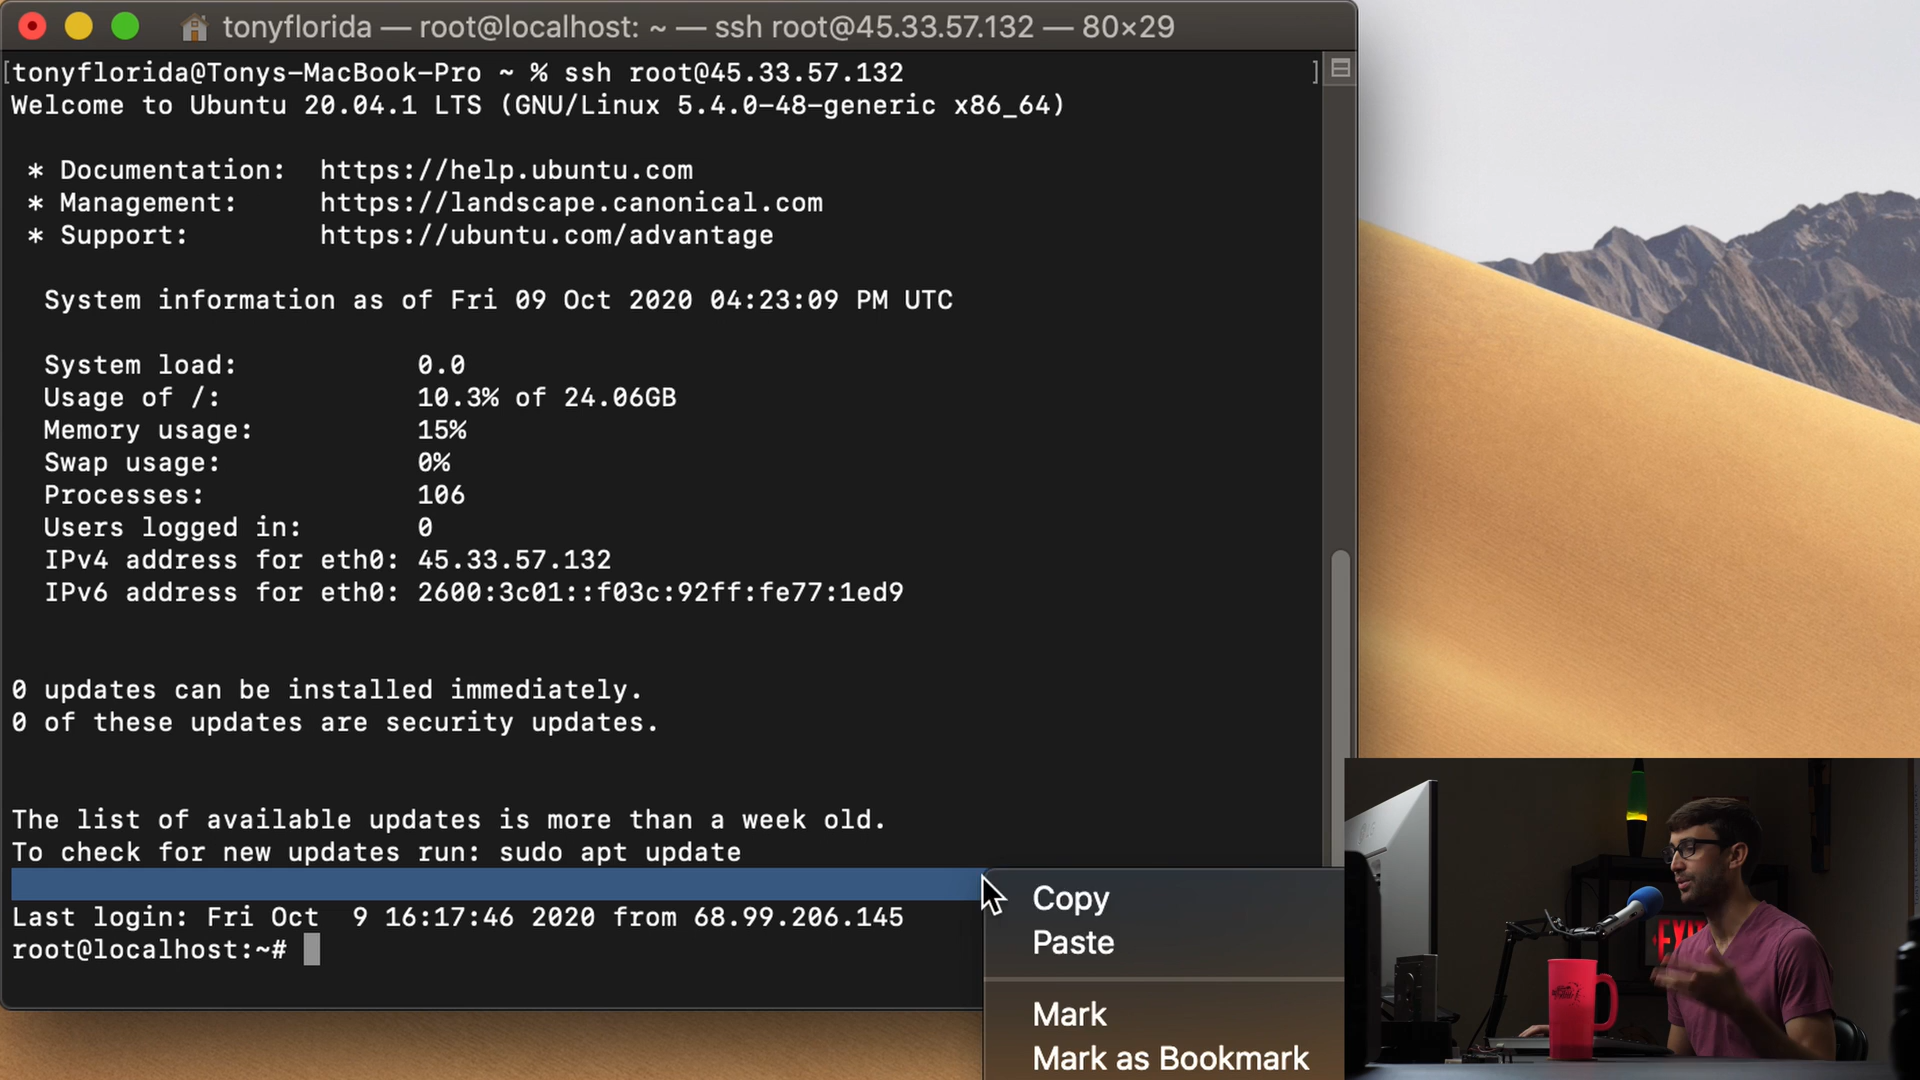 tonyflorida — root@localhost: ~ — ssh root@45.33.57.132 — 80×29
[tonyflorida@Tonys-MacBook-Pro ~ % ssh root@45.33.57.132 ]
Welcome to Ubuntu 20.04.1 LTS (GNU/Linux 5.4.0-48-generic x86_64)
* Documentation: https://help.ubuntu.com
* Management: https://landscape.canonical.com
* Support: https://ubuntu.com/advantage
System information as of Fri 09 Oct 2020 04:23:09 PM UTC
System load: 0.0
Usage of /: 10.3% of 24.06GB
Memory usage: 15%
Swap usage: 0%
Processes: 106
Users logged in: 0
IPv4 address for eth0: 45.33.57.132
IPv6 address for eth0: 2600:3c01::f03c:92ff:fe77:1ed9
0 updates can be installed immediately.
0 of these updates are security updates.
The list of available updates is more than a week old.
To check for new updates run: sudo apt update
Last login: Fri Oct  9 16:17:46 2020 from 68.99.206.145
root@localhost:~#
Copy
Paste
Mark
Mark as Bookmark